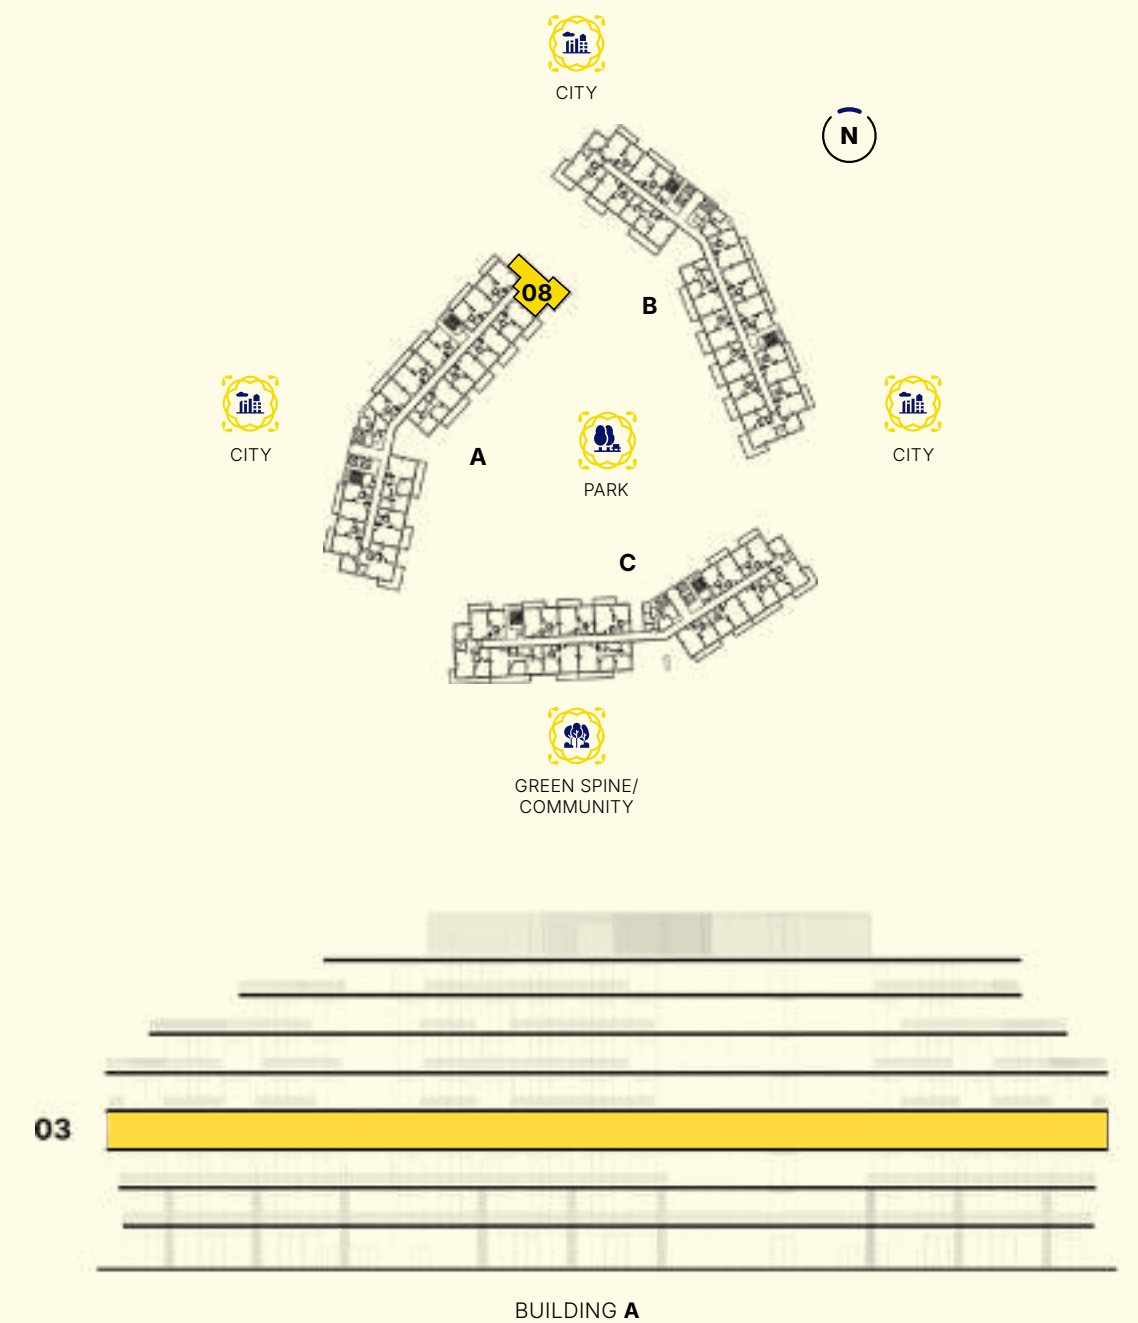 CITY
N
08
B
CITY
CITY
A
PARK
C
GREEN SPINE/
COMMUNITY
03
BUILDING A